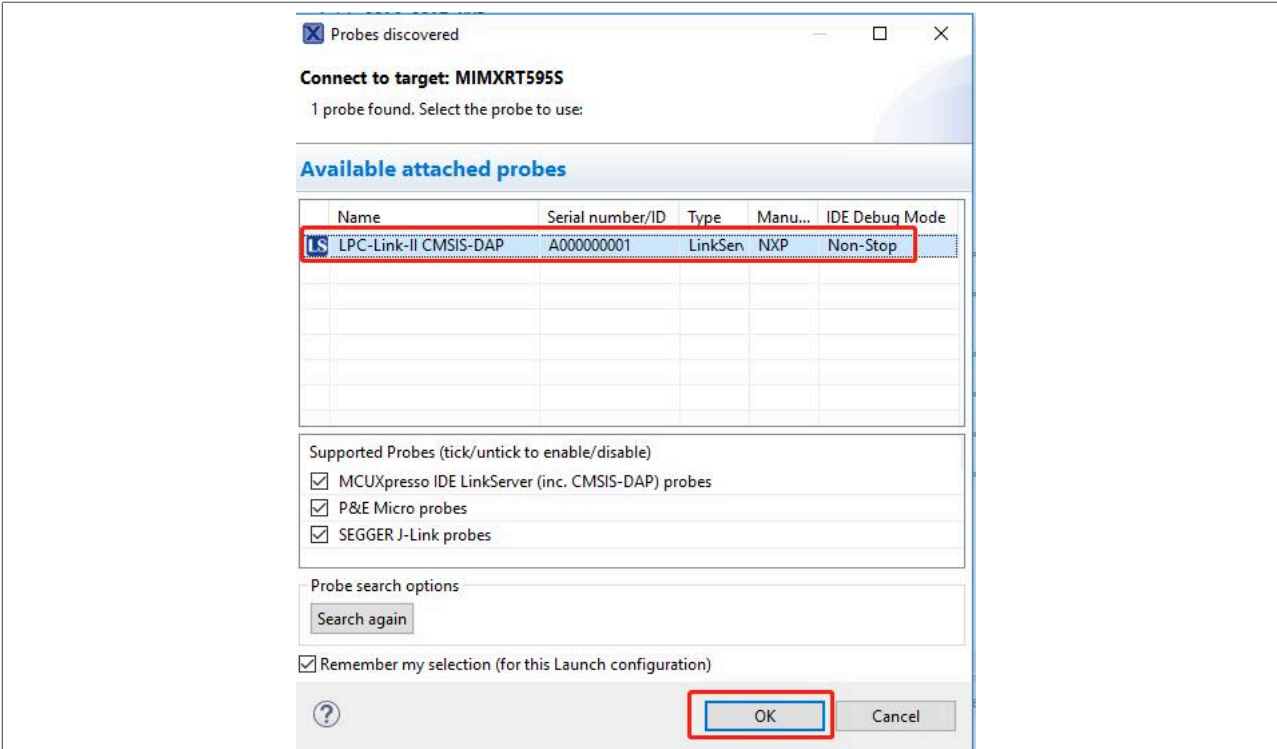 Probes discovered
Connect to target: MIMXRT595S
1 probe found. Select the probe to use:
Available attached probes
Name Serial number/ID Type Manu... IDE Debug Mode
LS LPC-Link-II CMSIS-DAP A000000001 LinkSen NXP Non-Stop
Supported Probes (tick/untick to enable/disable)
MCUXpresso IDE LinkServer (inc. CMSIS-DAP) probes
P&E Micro probes
SEGGER J-Link probes
Probe search options
Search again
Remember my selection (for this Launch configuration)
? OK Cancel